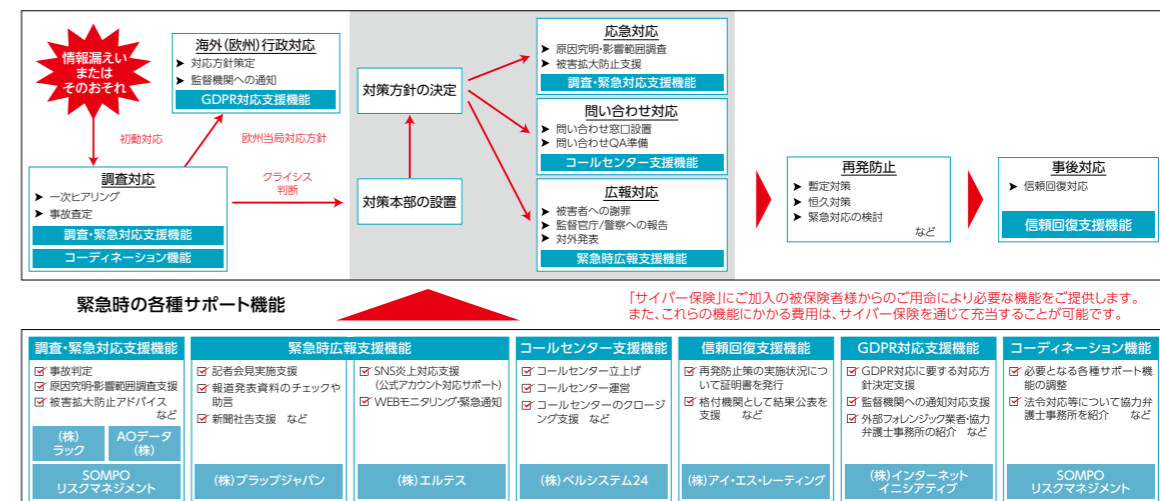 情報漏えい
または
そのおそれ
海外(欧州)行政対応
➤ 対応方針策定
➤ 監督機関への通知
GDPR対応支援機能
初動対応
欧州当局対応方針
調査対応
➤ 一次ヒアリング
➤ 事故査定
調査・緊急対応支援機能
コーディネーション機能
クライシス
判断
対策方針の決定
対策本部の設置
応急対応
➤ 原因究明・影響範囲調査
➤ 被害拡大防止支援
調査・緊急対応支援機能
問い合わせ対応
➤ 問い合わせ窓口設置
➤ 問い合わせQA準備
コールセンター支援機能
広報対応
➤ 被害者への謝罪
➤ 監督官庁/警察への報告
➤ 対外発表
緊急時広報支援機能
再発防止
➤ 暫定対策
➤ 恒久対策
➤ 緊急対応の検討
など
事後対応
➤ 信頼回復対応
信頼回復支援機能
緊急時の各種サポート機能
「サイバー保険」にご加入の被保険者様からのご用命により必要な機能をご提供します。
また、これらの機能にかかる費用は、サイバー保険を通じて充当することが可能です。
調査・緊急対応支援機能
事故判定
原因究明・影響範囲調査支援
被害拡大防止アドバイス
など
(株)
ラック
AOデータ
(株)
SOMPO
リスクマネジメント
緊急時広報支援機能
記者会見実施支援
報道発表資料のチェックや
助言
新聞社告支援 など
(株)プラップジャパン
SNS炎上対応支援
(公式アカウント対応サポート)
WEBモニタリング・緊急通知
(株)エルテス
コールセンター支援機能
コールセンター立上げ
コールセンター運営
コールセンターのクロージ
ング支援 など
(株)ベルシステム24
信頼回復支援機能
再発防止策の実施状況につ
いて証明書を発行
格付機関として結果公表を
支援 など
(株)アイ・エス・レーティング
GDPR対応支援機能
GDPR対応に要する対応方
針決定支援
監督機関への通知対応支援
外部フォレンジック業者・協力
弁護士事務所の紹介 など
(株)インターネット
イニシアティブ
コーディネーション機能
必要となる各種サポート機
能の調整
法令対応等について協力弁
護士事務所を紹介 など
SOMPO
リスクマネジメント